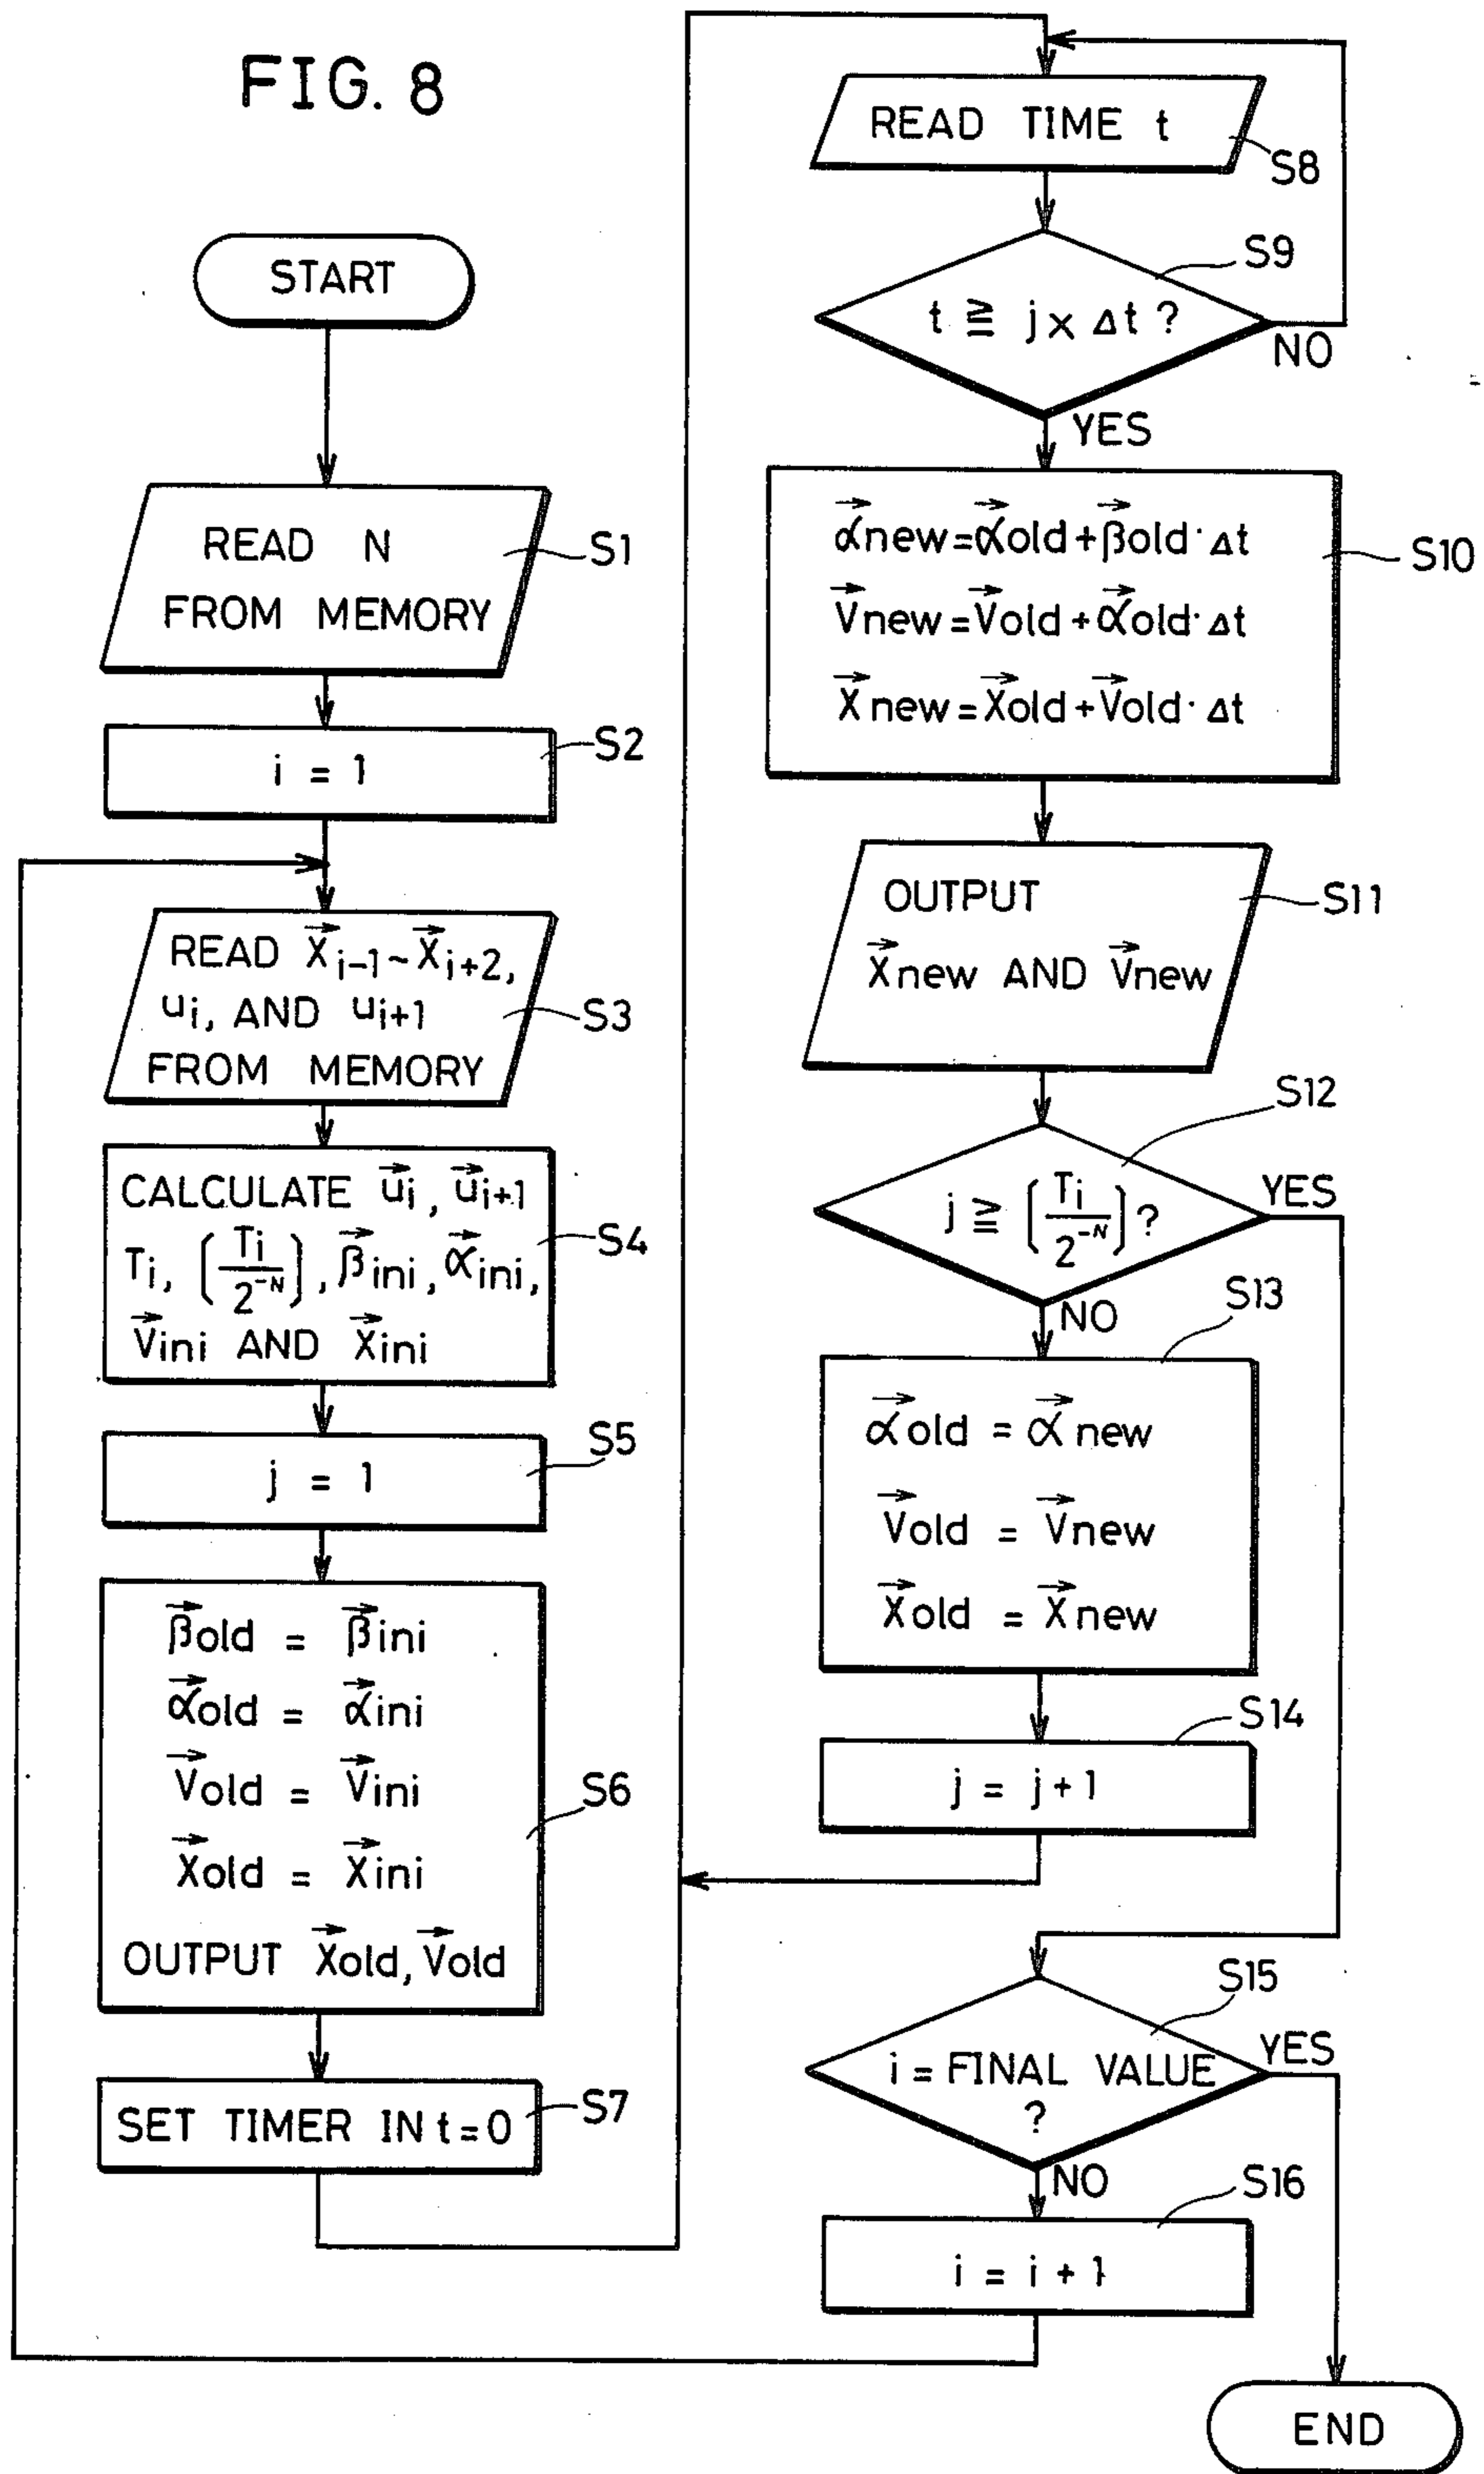 FIG. 8
START
READ N
FROM MEMORY
S1
i = 1
S2
READ X⃗i-1 ~ X⃗i+2,
ui, AND ui+1
FROM MEMORY
S3
CALCULATE u⃗i, u⃗i+1
Ti, [Ti/2^-N], β⃗ini, α⃗ini,
V⃗ini AND X⃗ini
S4
j = 1
S5
β⃗old = β⃗ini
α⃗old = α⃗ini
V⃗old = V⃗ini
X⃗old = X⃗ini
OUTPUT X⃗old, V⃗old
S6
SET TIMER IN t=0
S7
READ TIME t
S8
t ≧ j× Δt ?
S9
NO
YES
α⃗new=α⃗old+β⃗old·Δt
V⃗new=V⃗old+α⃗old·Δt
X⃗new=X⃗old+V⃗old·Δt
S10
OUTPUT
X⃗new AND V⃗new
S11
j ≧ [Ti/2^-N]?
S12
YES
NO
α⃗old = α⃗new
V⃗old = V⃗new
X⃗old = X⃗new
S13
j = j+1
S14
i = FINAL VALUE
?
S15
YES
NO
i = i + 1
S16
END